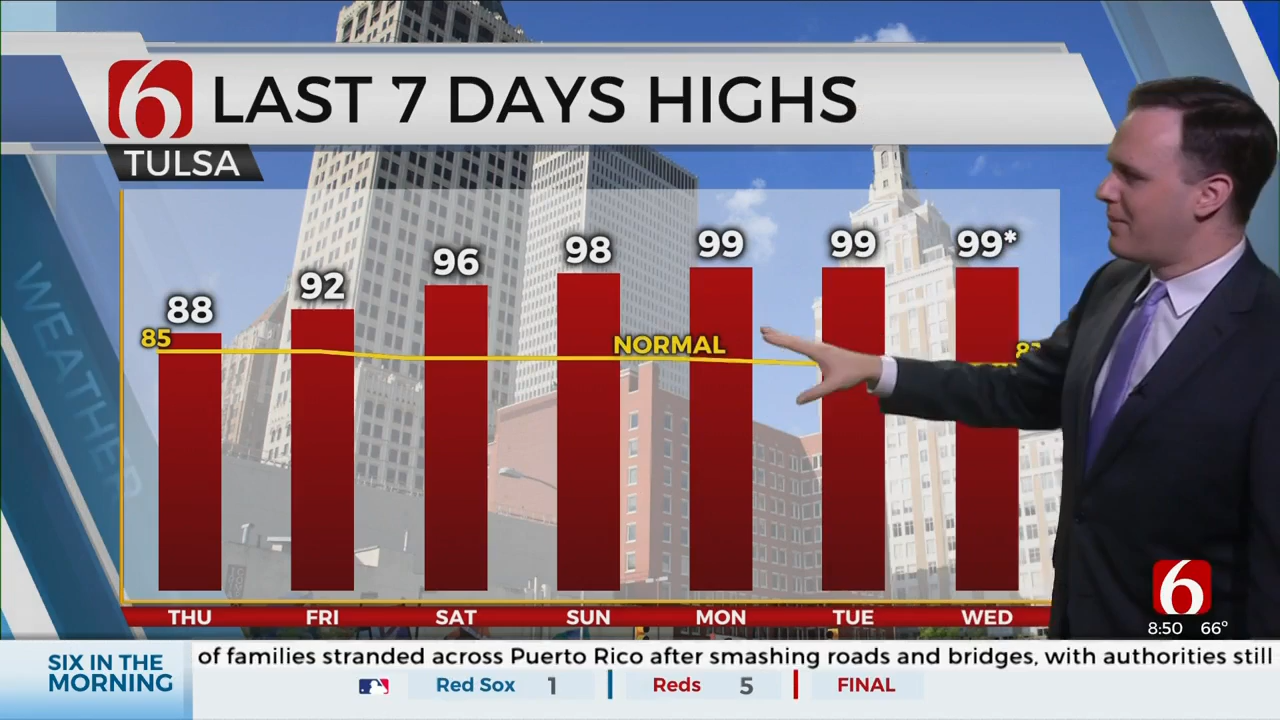 6 LAST 7 DAYS HIGHS
TULSA
88 92 96 98 99 99 99*
85 NORMAL
THU FRI SAT SUN MON TUE WED
6
8:50 66°
WEATHER
SIX IN THE MORNING
of families stranded across Puerto Rico after smashing roads and bridges, with authorities still
Red Sox 1 Reds 5 FINAL